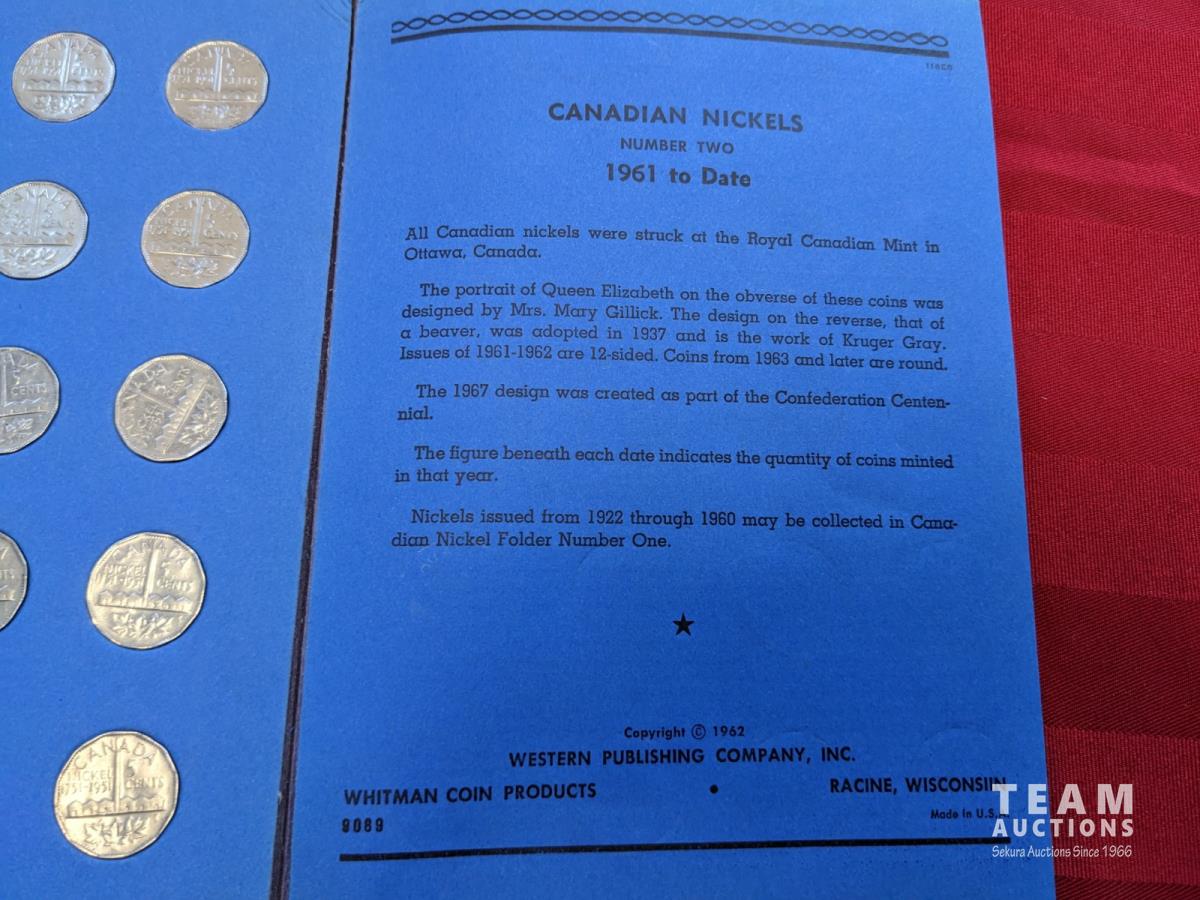 11GC8
CANADIAN NICKELS
NUMBER TWO
1961 to Date
All Canadian nickels were struck at the Royal Canadian Mint in
Ottawa, Canada.
The portrait of Queen Elizabeth on the obverse of these coins was
designed by Mrs. Mary Gillick. The design on the reverse, that of
a beaver, was adopted in 1937 and is the work of Kruger Gray.
Issues of 1961-1962 are 12-sided. Coins from 1963 and later are round.
The 1967 design was created as part of the Confederation Centen-
nial.
The figure beneath each date indicates the quantity of coins minted
in that year.
Nickels issued from 1922 through 1960 may be collected in Cana-
dian Nickel Folder Number One.
Copyright © 1962
WESTERN PUBLISHING COMPANY, INC.
WHITMAN COIN PRODUCTS • RACINE, WISCONSIN
9089 Made in U.S.A.
CANADA
NICKEL 5
1751-1951 CENTS
TEAM
AUCTIONS
Sekura Auctions Since 1966